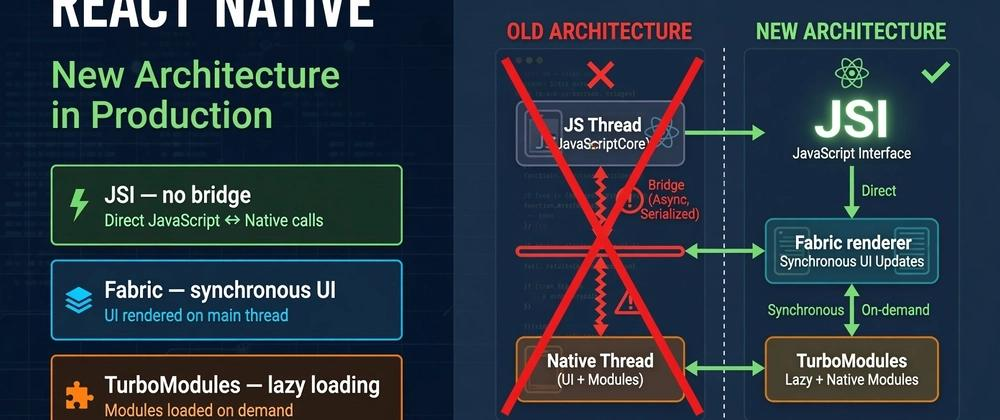 REACT NATIVE
New Architecture
in Production
JSI — no bridge
Direct JavaScript ↔ Native calls
Fabric — synchronous UI
UI rendered on main thread
TurboModules — lazy loading
Modules loaded on demand
OLD ARCHITECTURE
JS Thread
JavaScriptCore)
Bridge
(Async,
Serialized)
Native Thread
(UI + Modules)
NEW ARCHITECTURE
JSI
JavaScript Interface
Direct
Fabric renderer
Synchronous UI Updates
Synchronous
On-demand
TurboModules
Lazy + Native Modules